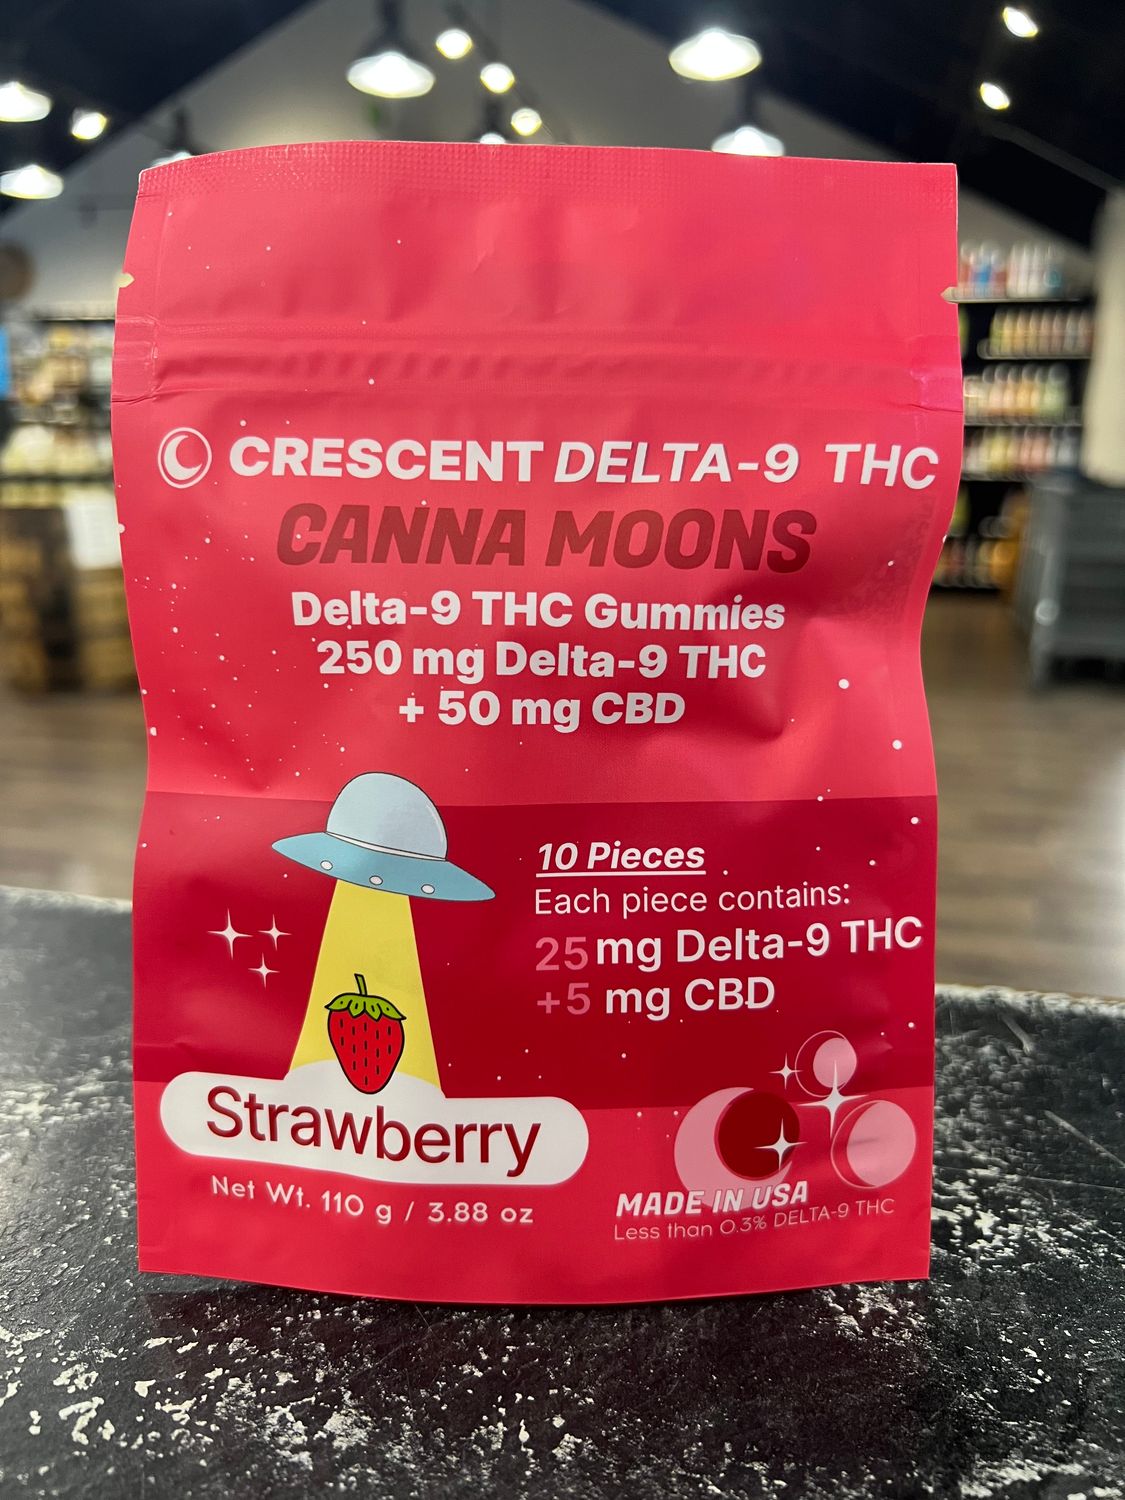 CRESCENT DELTA-9 THC
CANNA MOONS
Delta-9 THC Gummies
250 mg Delta-9 THC
+ 50 mg CBD
10 Pieces
Each piece contains:
25 mg Delta-9 THC
+5 mg CBD
Strawberry
Net Wt. 110 g / 3.88 oz
MADE IN USA
Less than 0.3% DELTA-9 THC